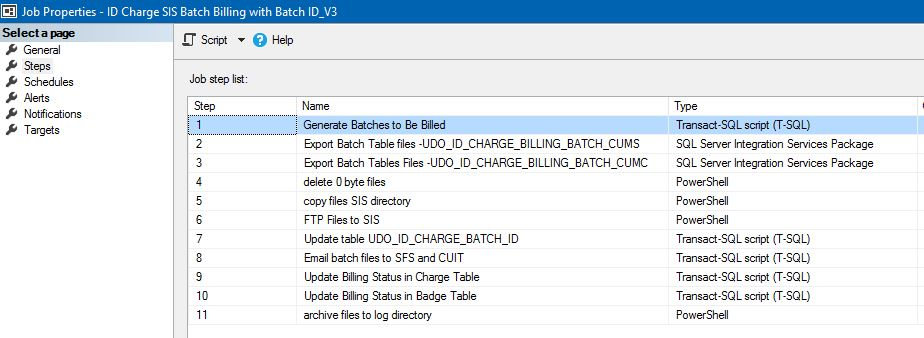 Job Properties - ID Charge SIS Batch Billing with Batch ID_V3
Select a page
General
Steps
Schedules
Alerts
Notifications
Targets
Script Help
Job step list:
Step Name Type
1 Generate Batches to Be Billed Transact-SQL script (T-SQL)
2 Export Batch Table files -UDO_ID_CHARGE_BILLING_BATCH_CUMS SQL Server Integration Services Package
3 Export Batch Tables files -UDO_ID_CHARGE_BILLING_BATCH_CUMC SQL Server Integration Services Package
4 delete 0 byte files PowerShell
5 copy files SIS directory PowerShell
6 FTP Files to SIS PowerShell
7 Update table UDO_ID_CHARGE_BATCH_ID Transact-SQL script (T-SQL)
8 Email batch files to SFS and CUIT Transact-SQL script (T-SQL)
9 Update Billing Status in Charge Table Transact-SQL script (T-SQL)
10 Update Billing Status in Badge Table Transact-SQL script (T-SQL)
11 archive files to log directory PowerShell